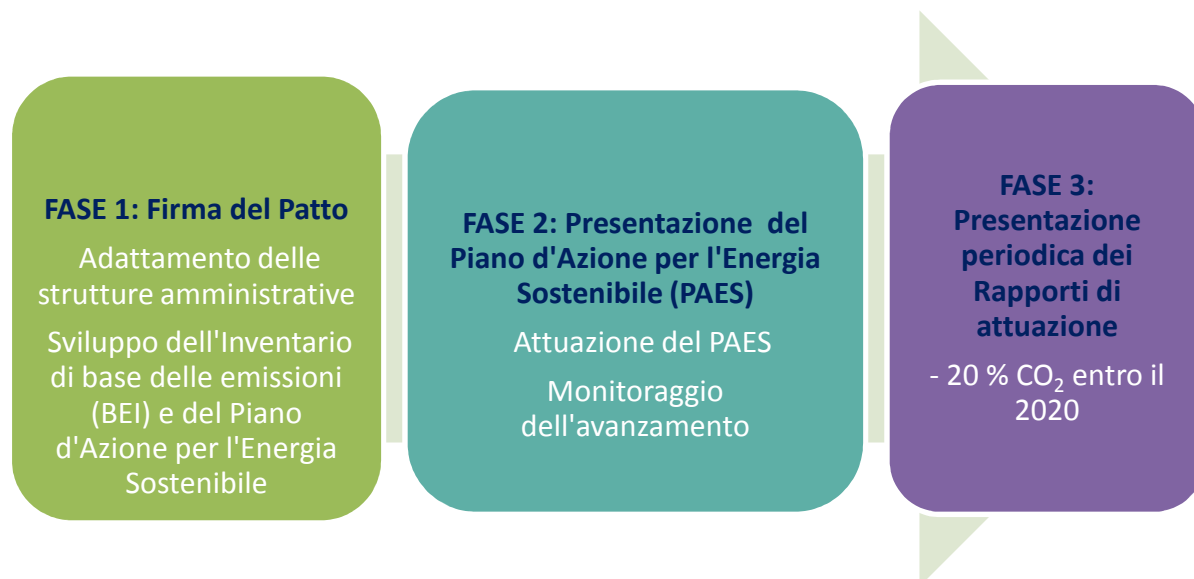 FASE 1: Firma del Patto
Adattamento delle
strutture amministrative
Sviluppo dell'Inventario
di base delle emissioni
(BEI) e del Piano
d'Azione per l'Energia
Sostenibile
FASE 2: Presentazione del
Piano d'Azione per l'Energia
Sostenibile (PAES)
Attuazione del PAES
Monitoraggio
dell'avanzamento
FASE 3:
Presentazione
periodica dei
Rapporti di
attuazione
- 20 % CO₂ entro il
2020